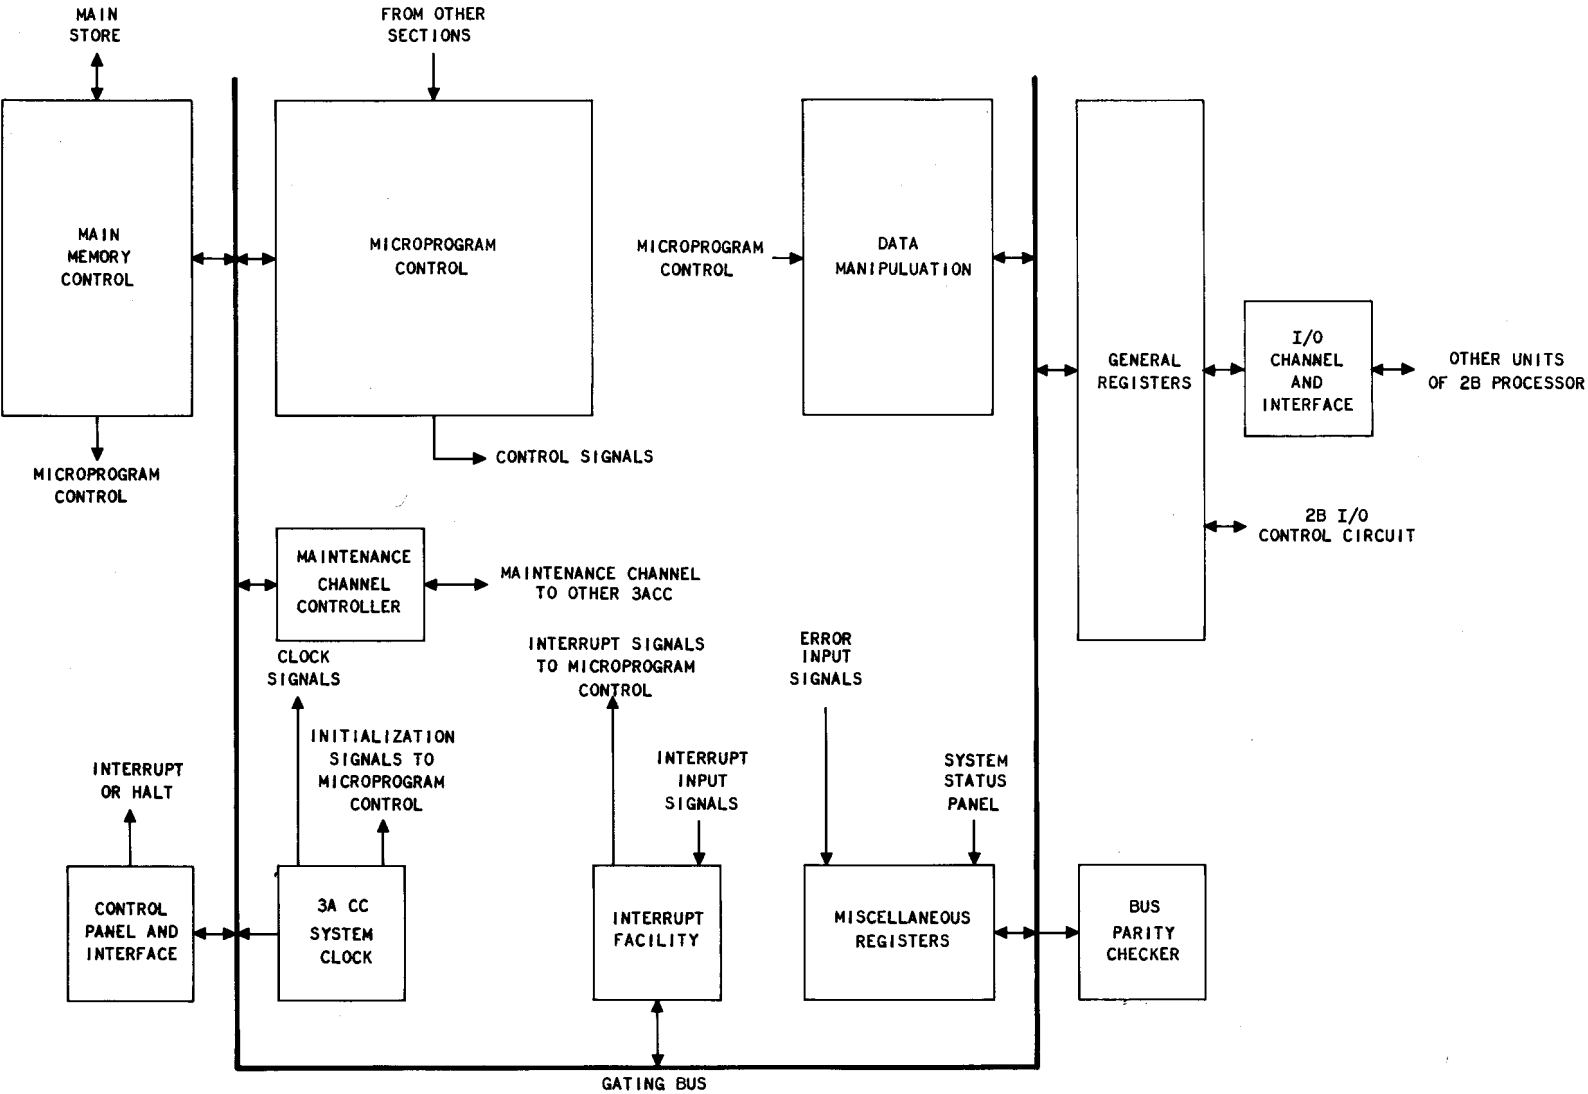 MAIN
STORE
FROM OTHER
SECTIONS
MAIN
MEMORY
CONTROL
MICROPROGRAM
CONTROL
MICROPROGRAM
CONTROL
DATA
MANIPULUATION
GENERAL
REGISTERS
I/O
CHANNEL
AND
INTERFACE
OTHER UNITS
OF 2B PROCESSOR
MICROPROGRAM
CONTROL
CONTROL SIGNALS
2B I/O
CONTROL CIRCUIT
MAINTENANCE
CHANNEL
CONTROLLER
MAINTENANCE CHANNEL
TO OTHER 3ACC
CLOCK
SIGNALS
INTERRUPT SIGNALS
TO MICROPROGRAM
CONTROL
ERROR
INPUT
SIGNALS
INITIALIZATION
SIGNALS TO
MICROPROGRAM
CONTROL
INTERRUPT
OR HALT
INTERRUPT
INPUT
SIGNALS
SYSTEM
STATUS
PANEL
CONTROL
PANEL AND
INTERFACE
3A CC
SYSTEM
CLOCK
INTERRUPT
FACILITY
MISCELLANEOUS
REGISTERS
BUS
PARITY
CHECKER
GATING BUS